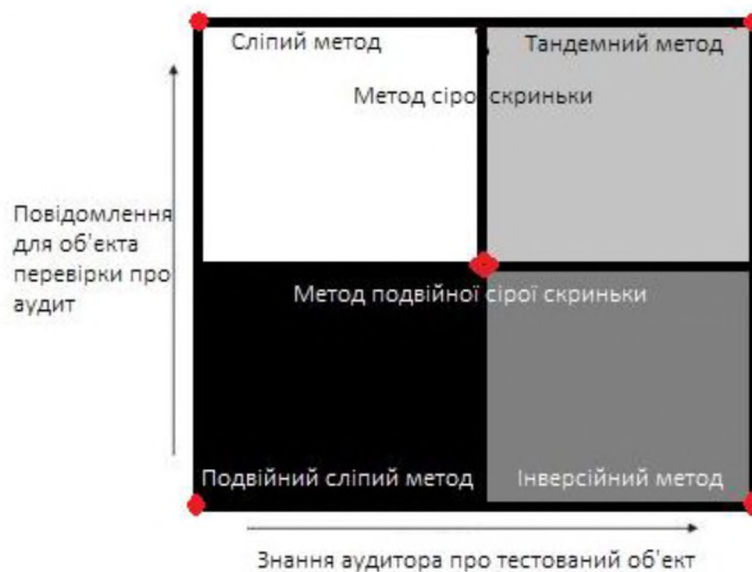 Сліпий метод
Тандемний метод
Метод сірої скриньки
Повідомлення
для об'екта
перевірки про
аудит
Метод подвійної сірої скриньки
Подвійний сліпий метод
Інверсійний метод
Знання аудитора про тестований об'єкт